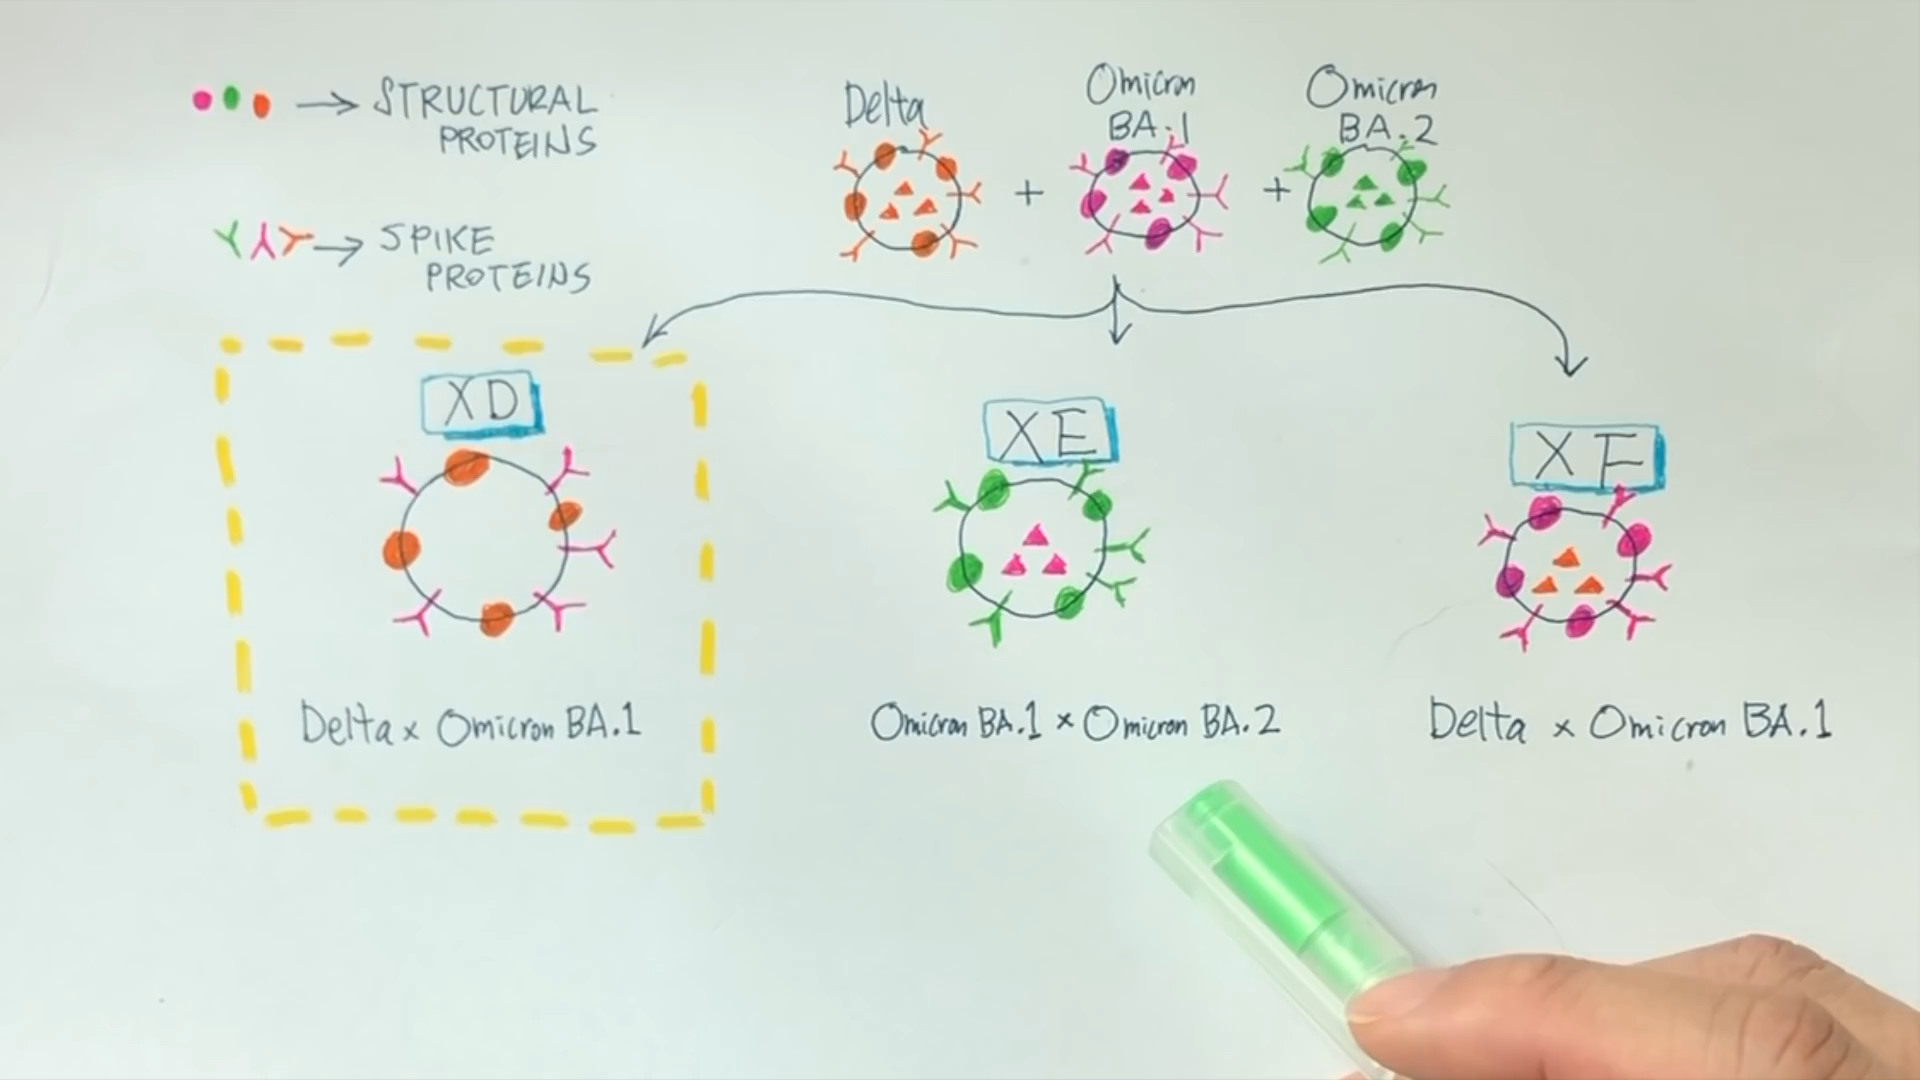 STRUCTURAL
PROTEINS
SPIKE
PROTEINS
Delta
Omicron
BA.1
Omicron
BA.2
+
+
XD
XE
XF
Delta x Omicron BA.1
Omicron BA.1 x Omicron BA.2
Delta x Omicron BA.1